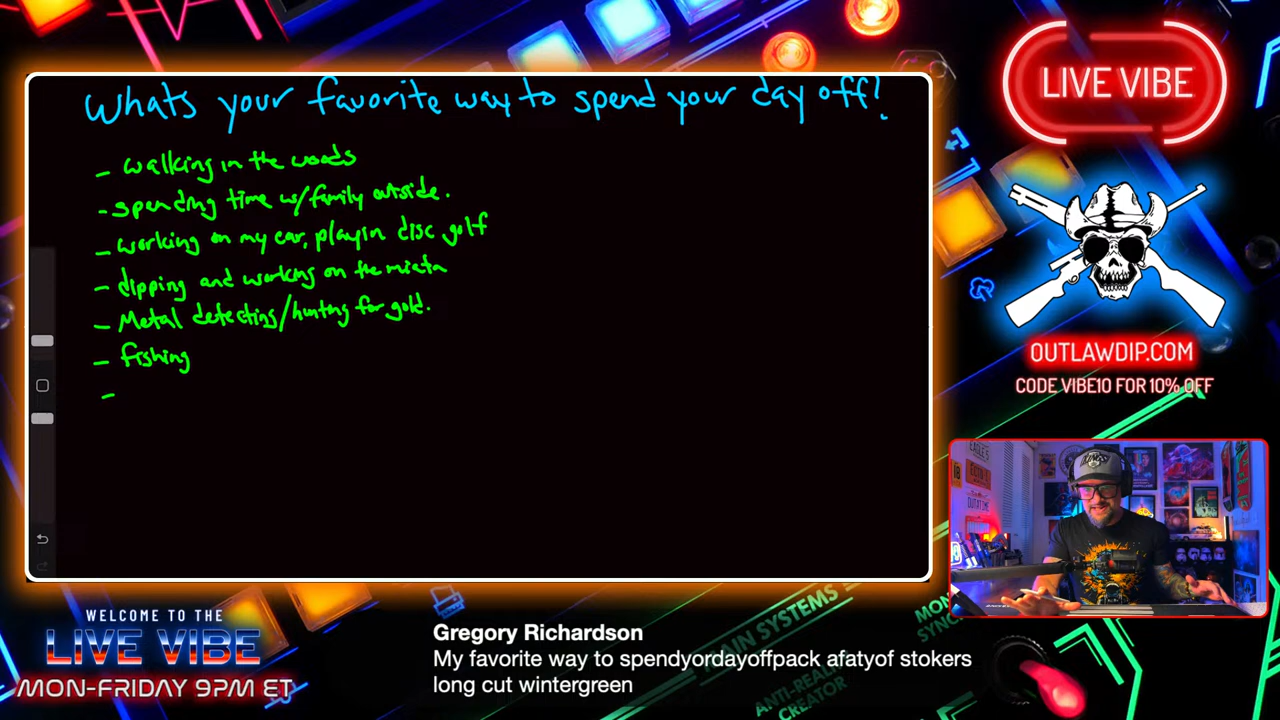 Whats your favorite way to spend your day off?
- walking in the woods
- spending time w/family outside.
- working on my car, playin disc golf
- dipping and working on the miata
- Metal detecting/hunting for gold.
- fishing
-
LIVE VIBE
OUTLAWDIP.COM
CODE VIBE10 FOR 10% OFF
WELCOME TO THE
LIVE VIBE
MON-FRIDAY 9PM ET
Gregory Richardson
My favorite way to spendyordayoffpack afatyof stokers
long cut wintergreen